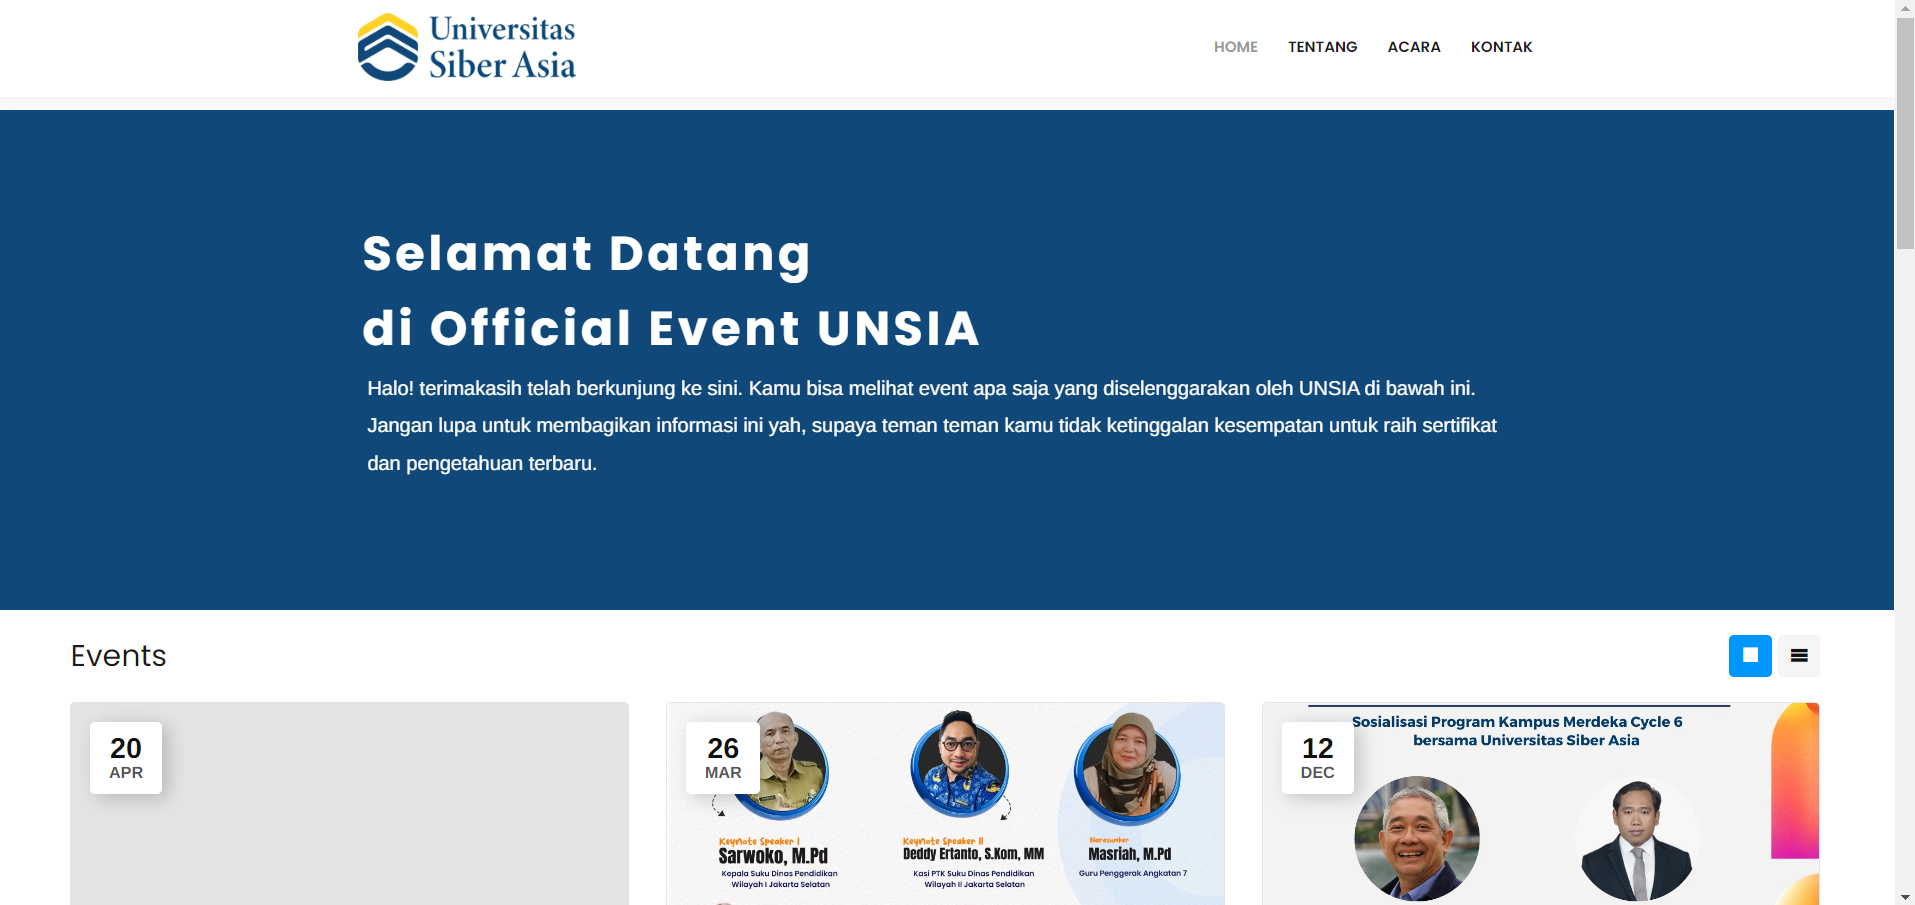 Universitas
Siber Asia
HOME
TENTANG
ACARA
KONTAK
Selamat Datang
di Official Event UNSIA
Halo! terimakasih telah berkunjung ke sini. Kamu bisa melihat event apa saja yang diselenggarakan oleh UNSIA di bawah ini.
Jangan lupa untuk membagikan informasi ini yah, supaya teman teman kamu tidak ketinggalan kesempatan untuk raih sertifikat
dan pengetahuan terbaru.
Events
20
APR
26
MAR
Keynote Speaker I
Sarwoko, M.Pd
Kepala Suku Dinas Pendidikan
Wilayah I Jakarta Selatan
Keynote Speaker II
Deddy Ertanto, S.Kom, MM
Kasi PTK Suku Dinas Pendidikan
Wilayah II Jakarta Selatan
Narasumber
Masriah, M.Pd
Guru Penggerak Angkatan 7
12
DEC
Sosialisasi Program Kampus Merdeka Cycle 6
bersama Universitas Siber Asia